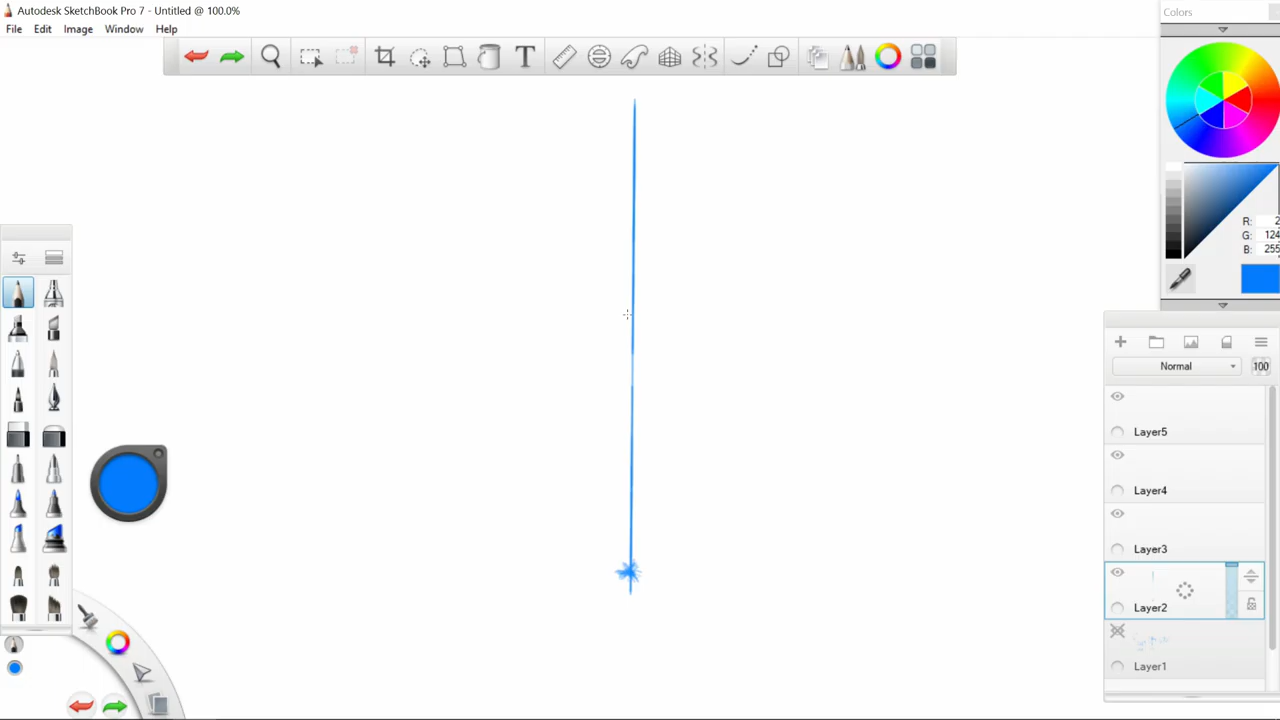 Autodesk SketchBook Pro 7 - Untitled @ 100.0%
File Edit Image Window Help
T
Colors
R: 2
G: 124
B: 255
Normal 100
Layer5
Layer4
Layer3
Layer2
Layer1